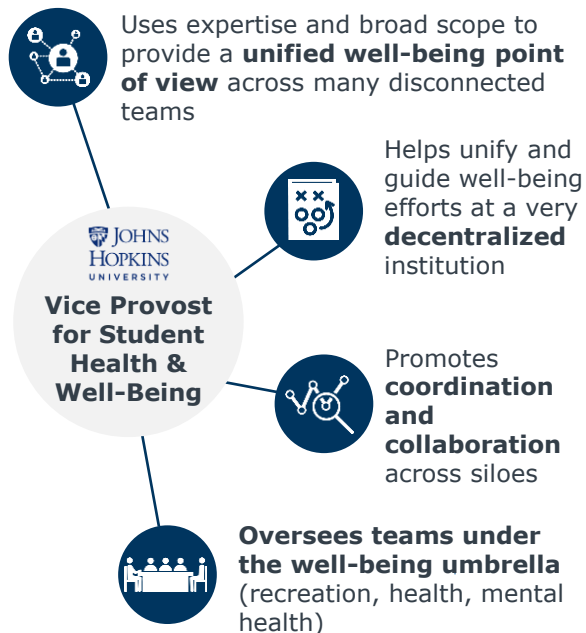 Uses expertise and broad scope to
provide a unified well-being point
of view across many disconnected
teams
Helps unify and
guide well-being
efforts at a very
decentralized
institution
JOHNS
HOPKINS
UNIVERSITY
Vice Provost
for Student
Health &
Well-Being
Promotes
coordination
and
collaboration
across siloes
Oversees teams under
the well-being umbrella
(recreation, health, mental
health)